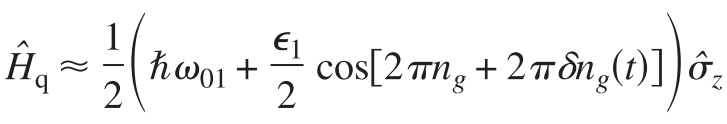 Ĥ_q ≈ 1/2 (ℏω_01 + ϵ_1/2 cos[2πn_g + 2πδn_g(t)]) σ̂_z